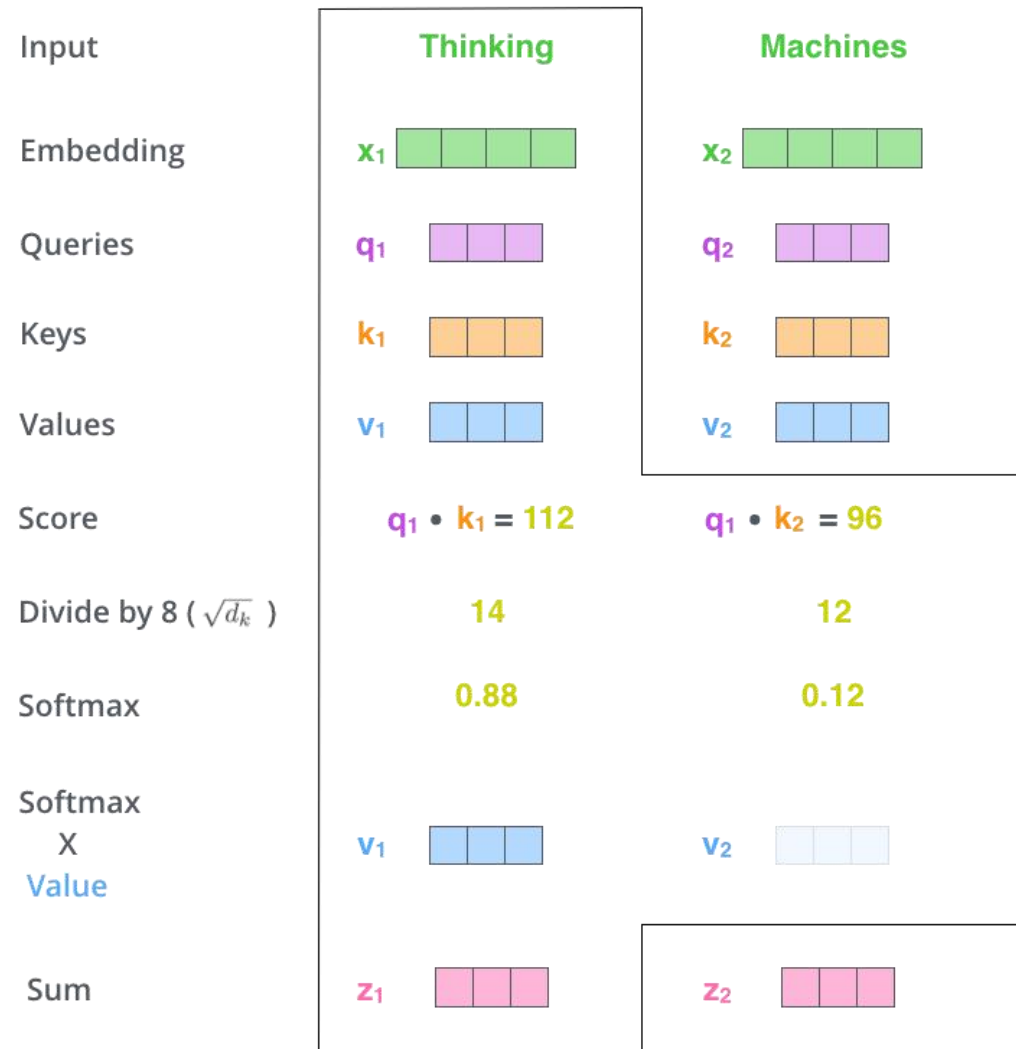 Input Thinking Machines
Embedding x₁ x₂
Queries q₁ q₂
Keys k₁ k₂
Values v₁ v₂
Score q₁ • k₁ = 112 q₁ • k₂ = 96
Divide by 8 ( √dₖ ) 14 12
Softmax 0.88 0.12
Softmax
X v₁ v₂
Value
Sum z₁ z₂